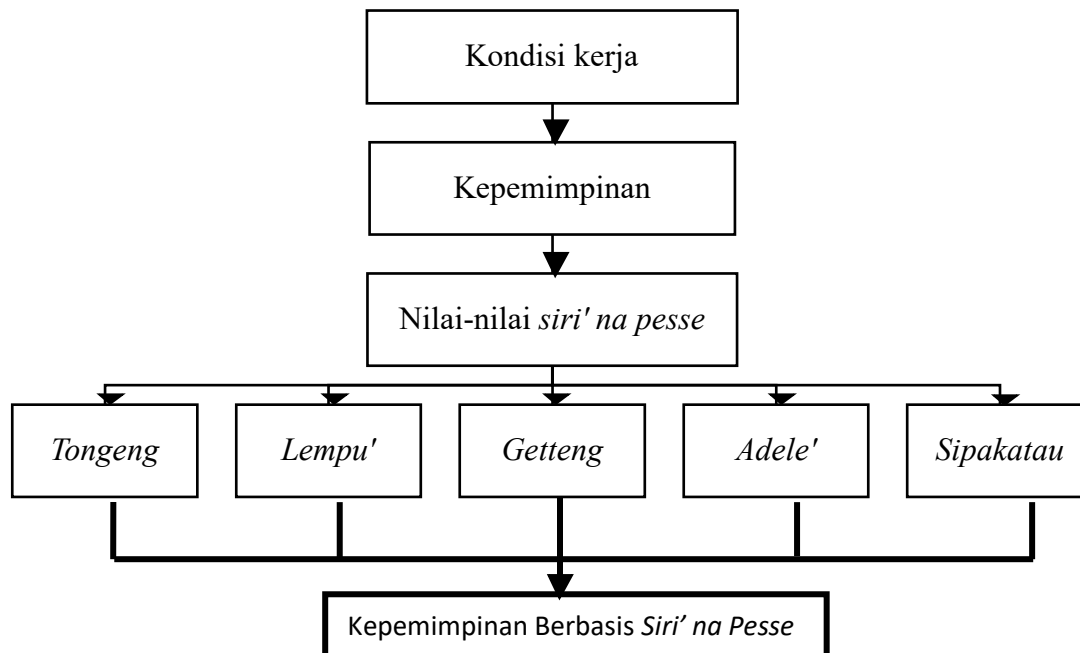 Kondisi kerja
Kepemimpinan
Nilai-nilai siri' na pesse
Tongeng
Lempu'
Getteng
Adele'
Sipakatau
Kepemimpinan Berbasis Siri’ na Pesse